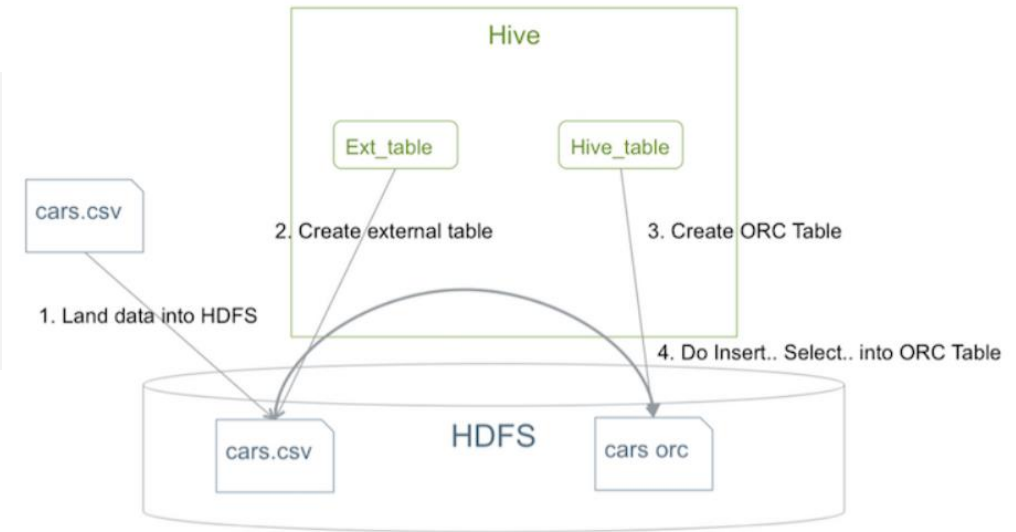 Hive
Ext_table
Hive_table
cars.csv
2. Create external table
3. Create ORC Table
1. Land data into HDFS
4. Do Insert.. Select.. into ORC Table
HDFS
cars.csv
cars orc